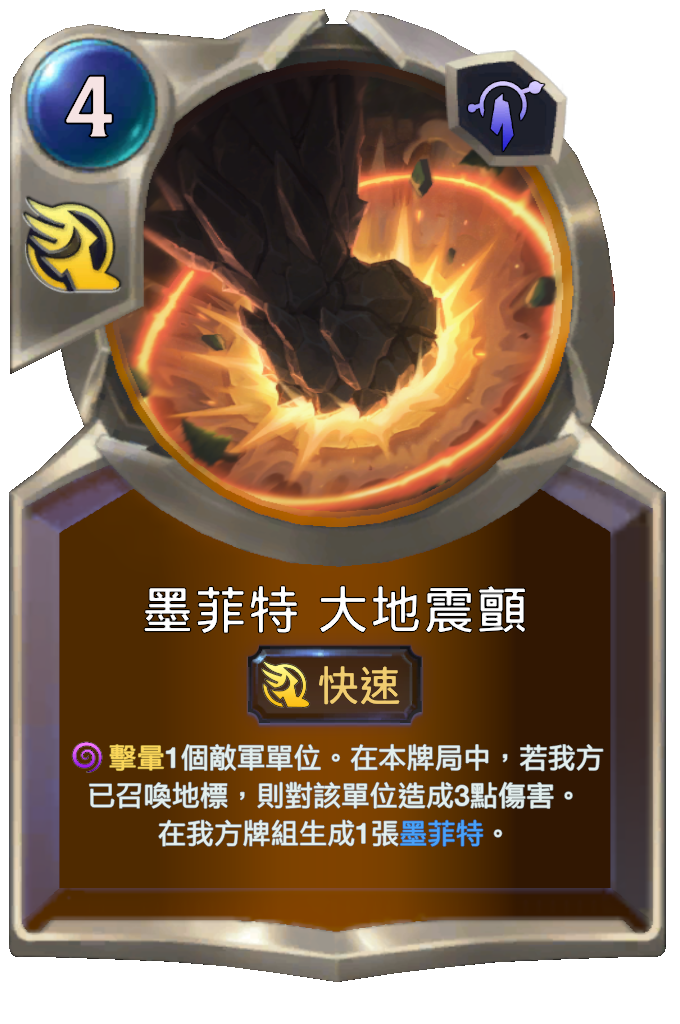 4
墨菲特 大地震顫
快速
擊暈1個敵軍單位。在本牌局中，若我方
已召喚地標，則對該單位造成3點傷害。
在我方牌組生成1張墨菲特。